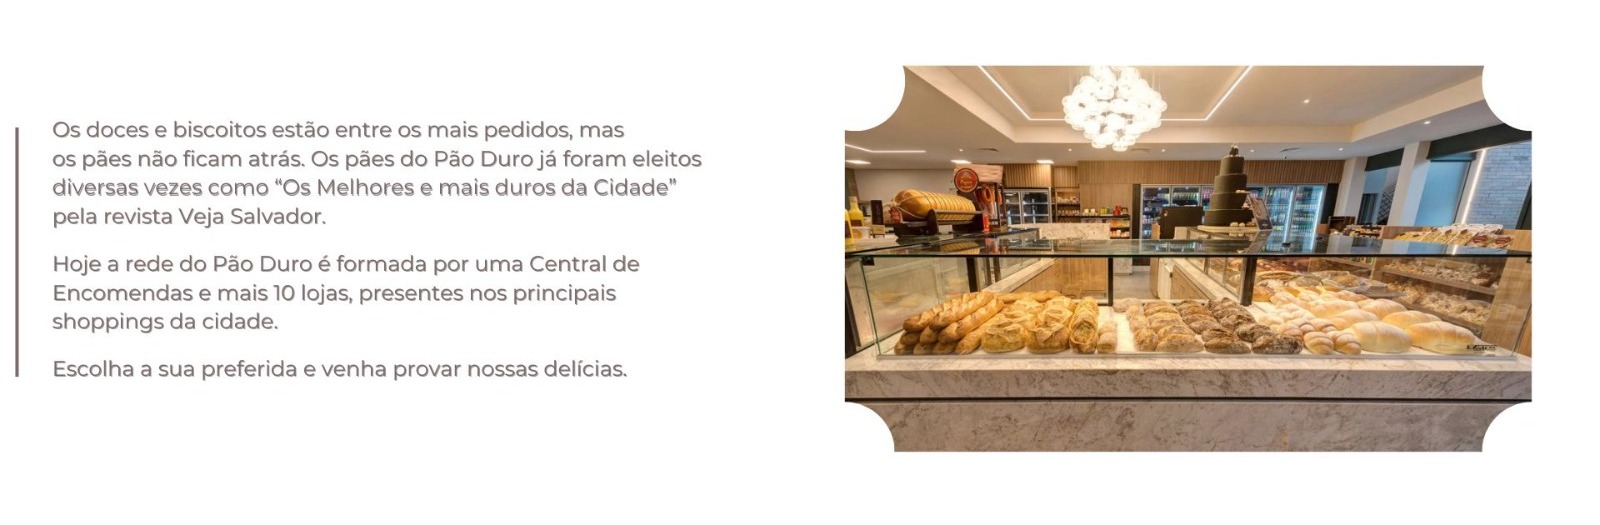 Os doces e biscoitos estão entre os mais pedidos, mas
os pães não ficam atrás. Os pães do Pão Duro já foram eleitos
diversas vezes como “Os Melhores e mais duros da Cidade”
pela revista Veja Salvador.
Hoje a rede do Pão Duro é formada por uma Central de
Encomendas e mais 10 lojas, presentes nos principais
shoppings da cidade.
Escolha a sua preferida e venha provar nossas delícias.